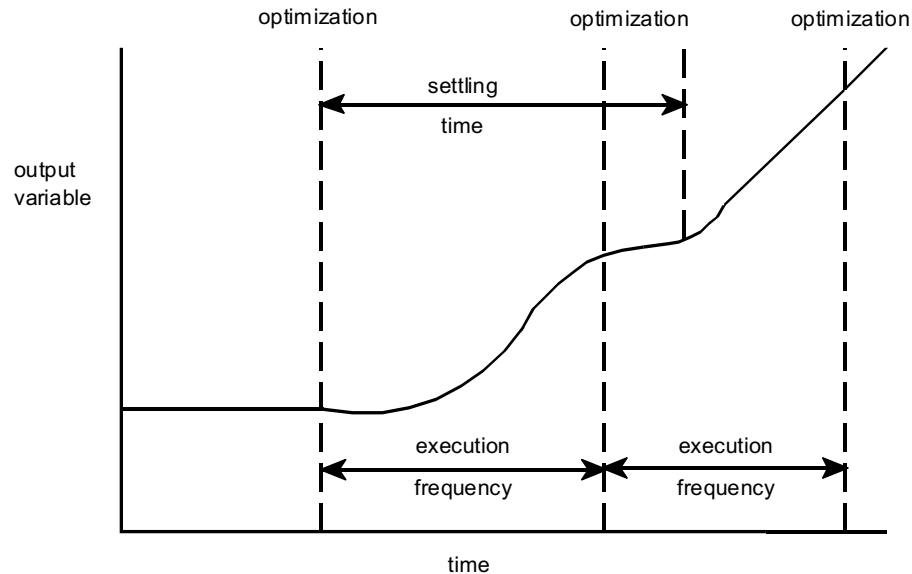 optimization
optimization
optimization
settling
time
output
variable
execution
frequency
execution
frequency
time